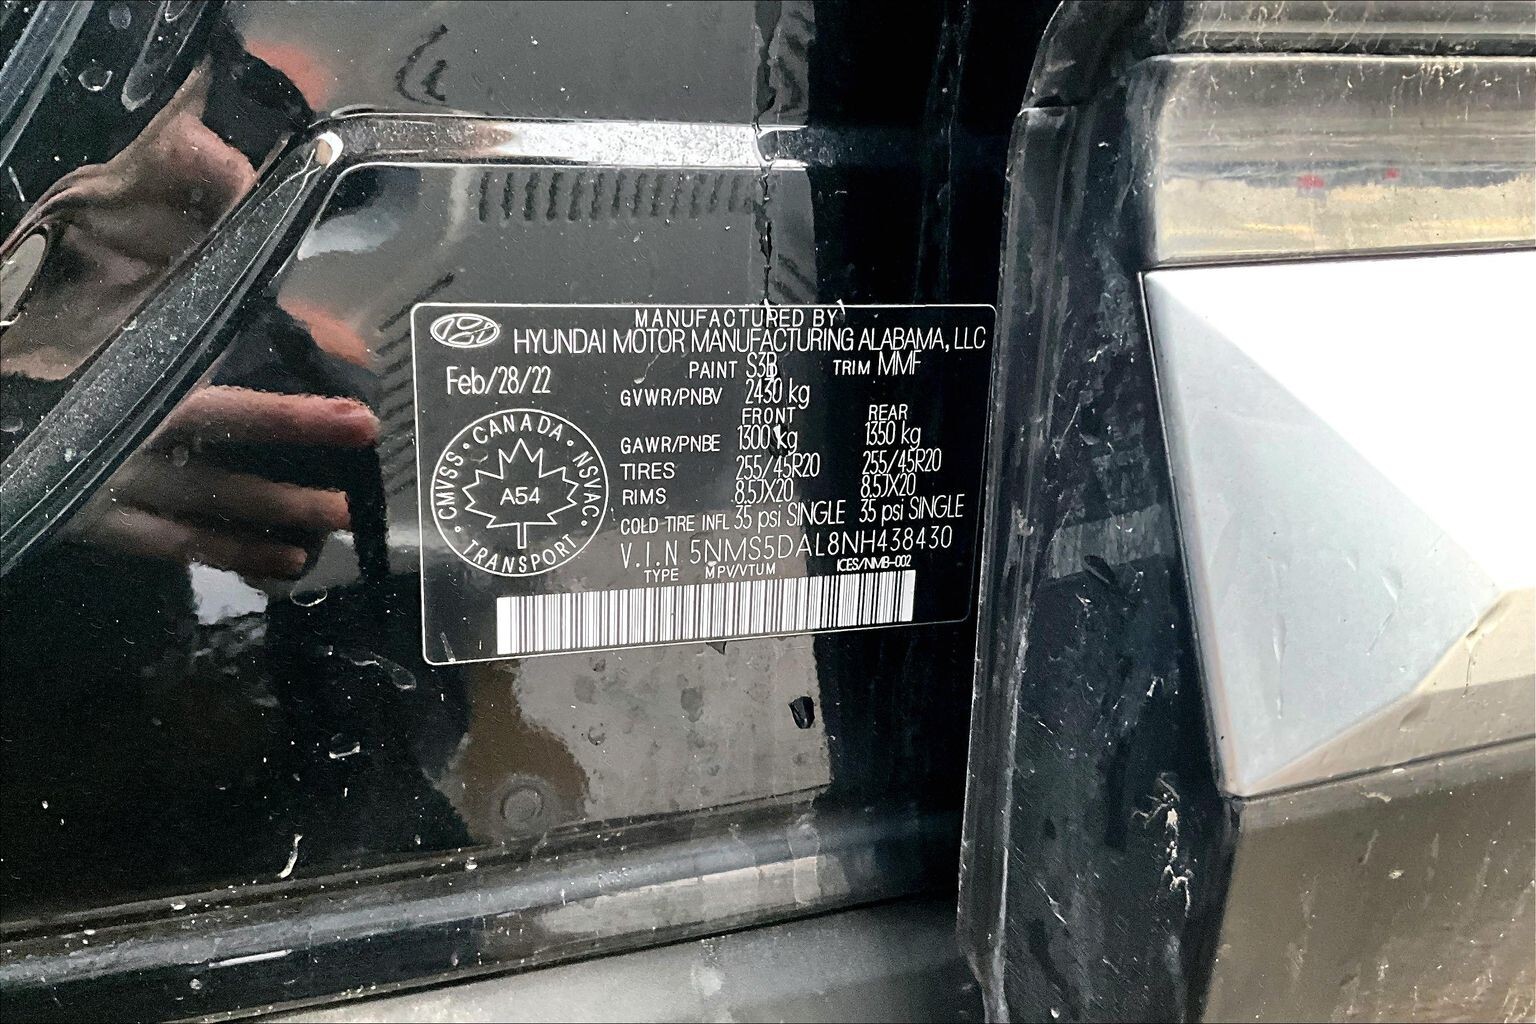 MANUFACTURED BY
HYUNDAI MOTOR MANUFACTURING ALABAMA, LLC
Feb/28/22
PAINT S3B TRIM MMF
GVWR/PNBV 2430 kg
FRONT REAR
GAWR/PNBE 1300 kg 1350 kg
TIRES 255/45R20 255/45R20
RIMS 8.5JX20 8.5JX20
COLD TIRE INFL 35 psi SINGLE 35 psi SINGLE
V.I.N 5NMS5DAL8NH438430
TYPE MPV/VTUM ICES/NMB-002
CANADA
CMVSS · NSVAC
A54
TRANSPORT